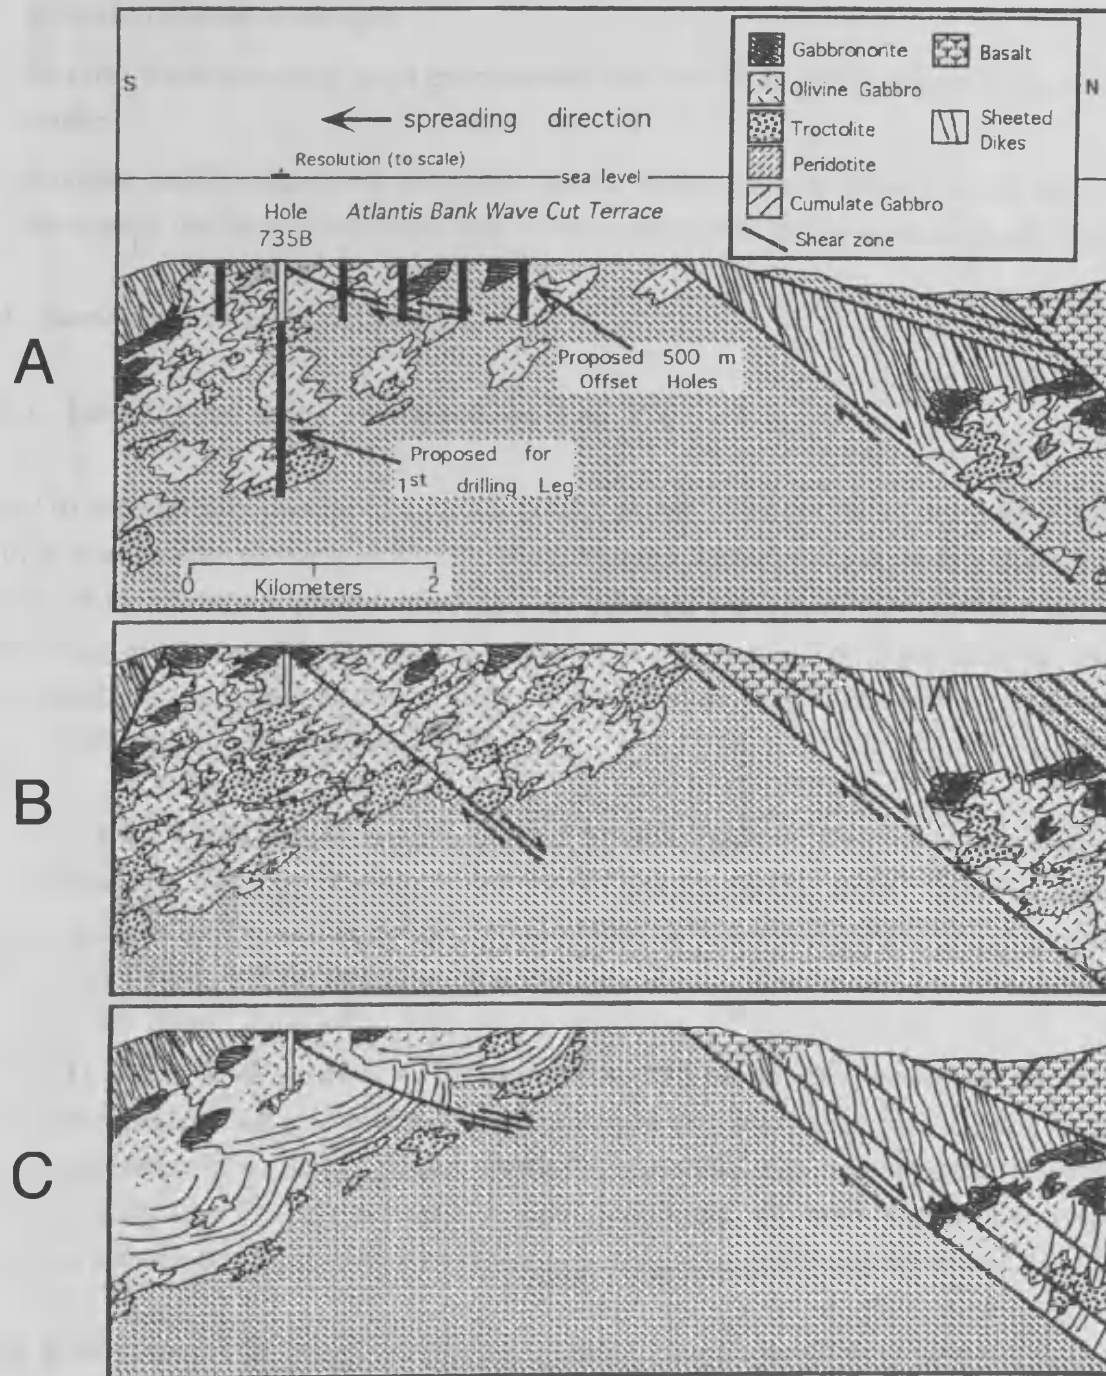 S
N
spreading direction
Resolution (to scale)
sea level
Hole
735B
Atlantis Bank Wave Cut Terrace
Gabbronorite
Basalt
Olivine Gabbro
Troctolite
Sheeted
Dikes
Peridotite
Cumulate Gabbro
Shear zone
A
Proposed 500 m
Offset Holes
Proposed for
1st drilling Leg
0
2
Kilometers
B
C